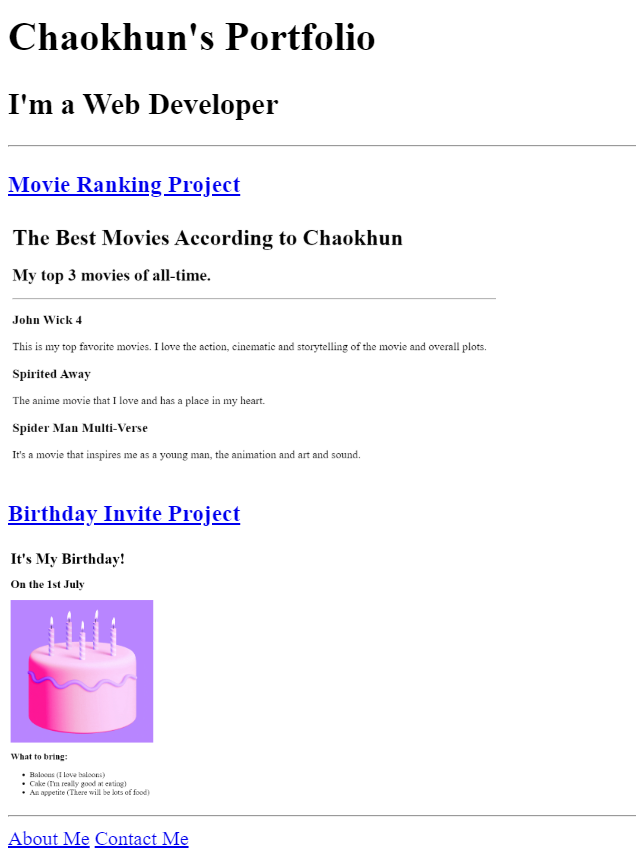 Chaokhun's Portfolio
I'm a Web Developer
Movie Ranking Project
The Best Movies According to Chaokhun
My top 3 movies of all-time.
John Wick 4
This is my top favorite movies. I love the action, cinematic and storytelling of the movie and overall plots.
Spirited Away
The anime movie that I love and has a place in my heart.
Spider Man Multi-Verse
It's a movie that inspires me as a young man, the animation and art and sound.
Birthday Invite Project
It's My Birthday!
On the 1st July
What to bring:
Baloons (I love baloons)
Cake (I'm really good at eating)
An appetite (There will be lots of food)
About Me Contact Me